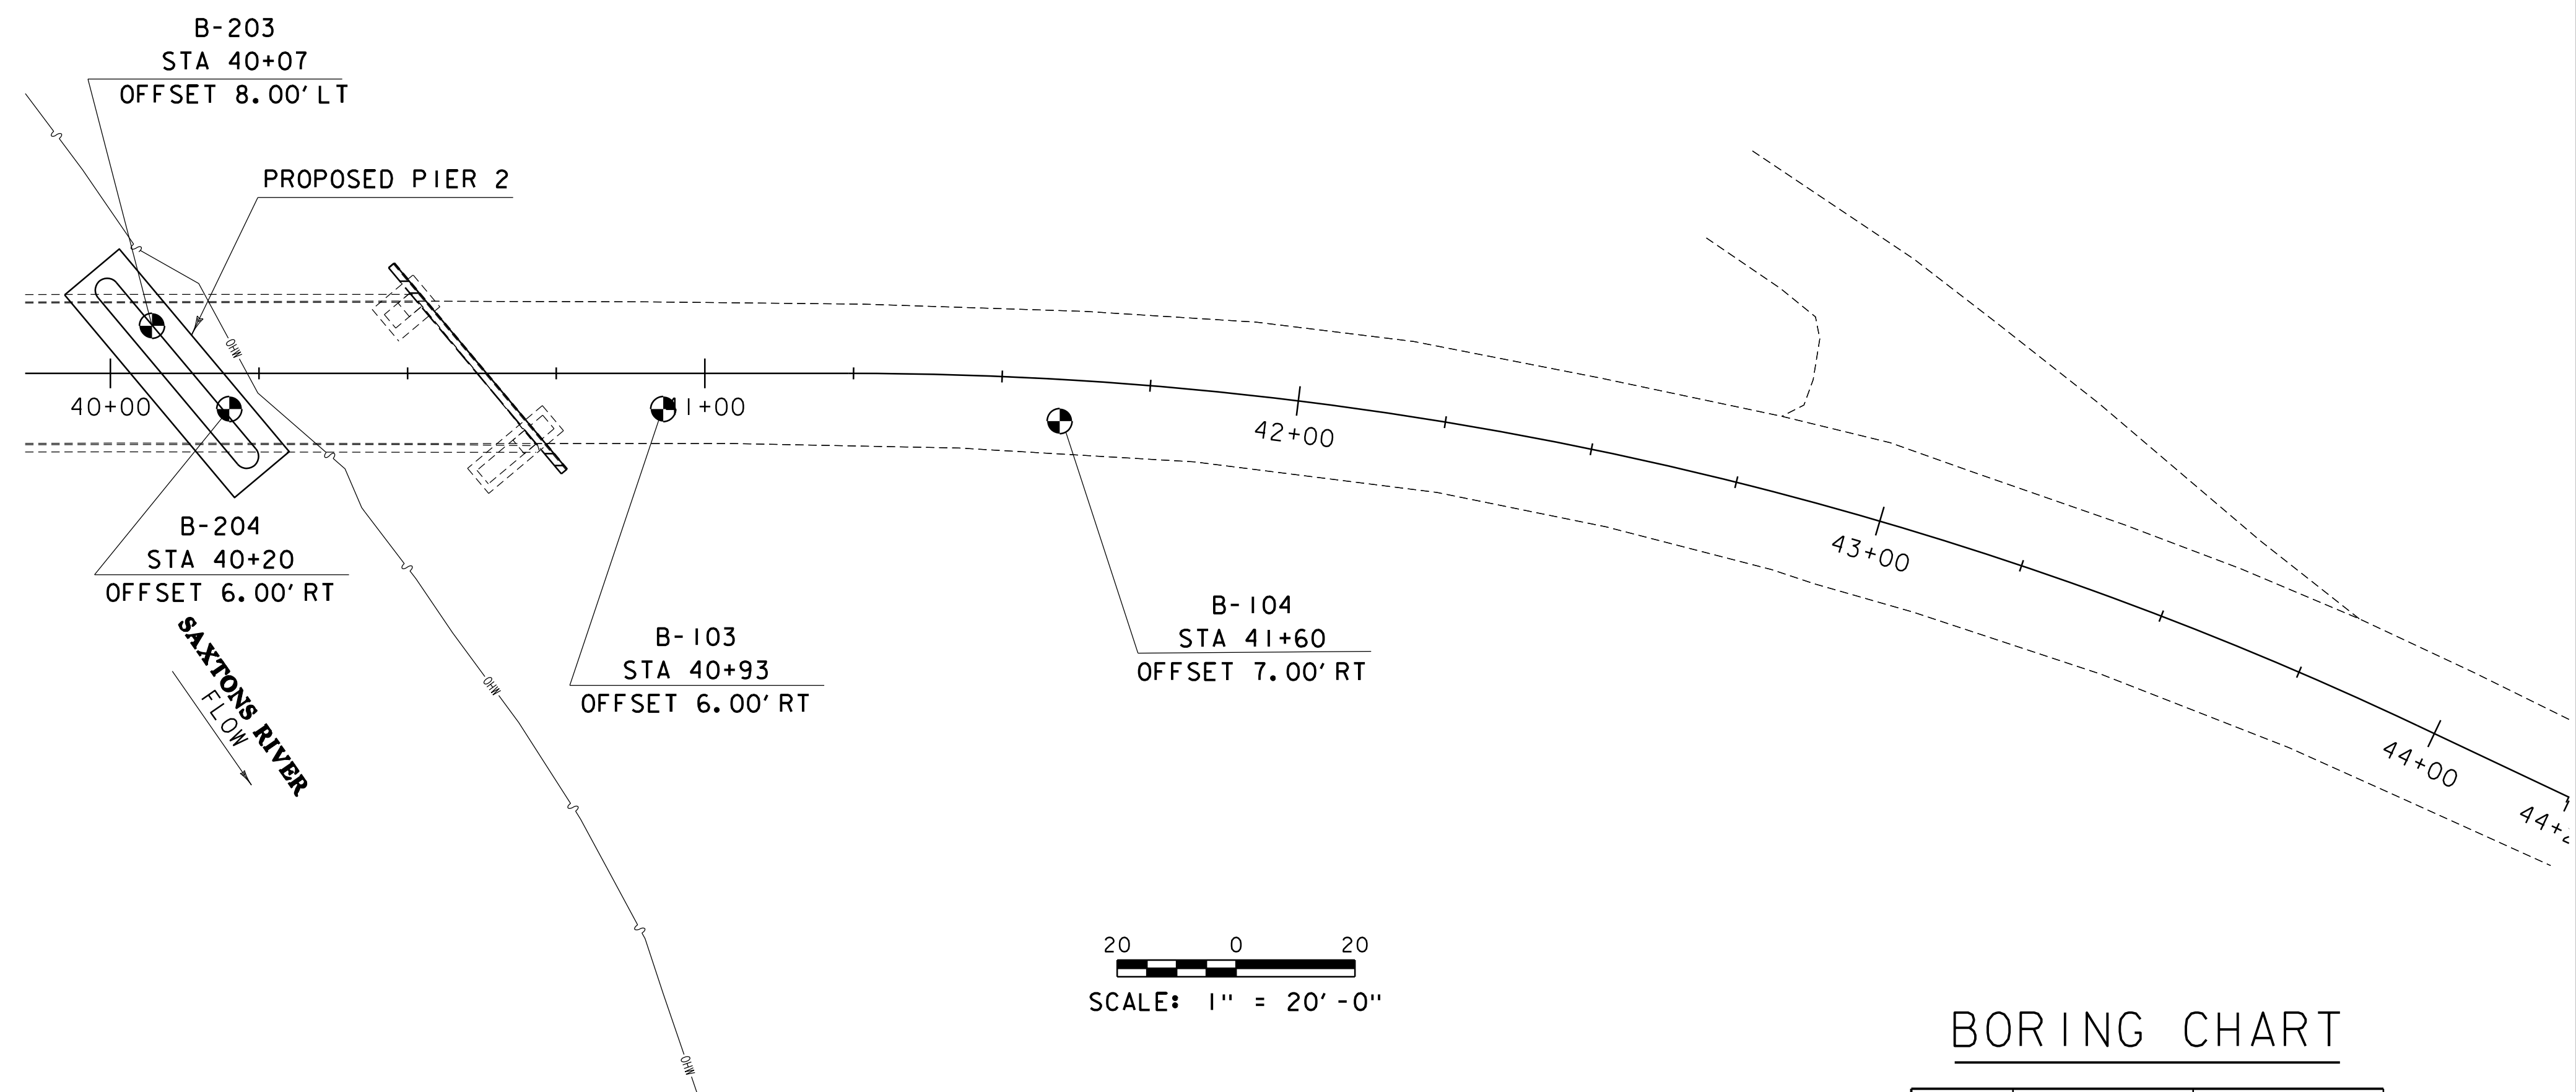 B-203
STA 40+07
OFFSET 8.00' LT
PROPOSED PIER 2
OHW
40+00
41+00
42+00
43+00
44+00
B-204
STA 40+20
OFFSET 6.00' RT
SAXTONS RIVER
FLOW
OHW
B-103
STA 40+93
OFFSET 6.00' RT
B-104
STA 41+60
OFFSET 7.00' RT
20 0 20
SCALE: 1" = 20'-0"
OHW
BORING CHART